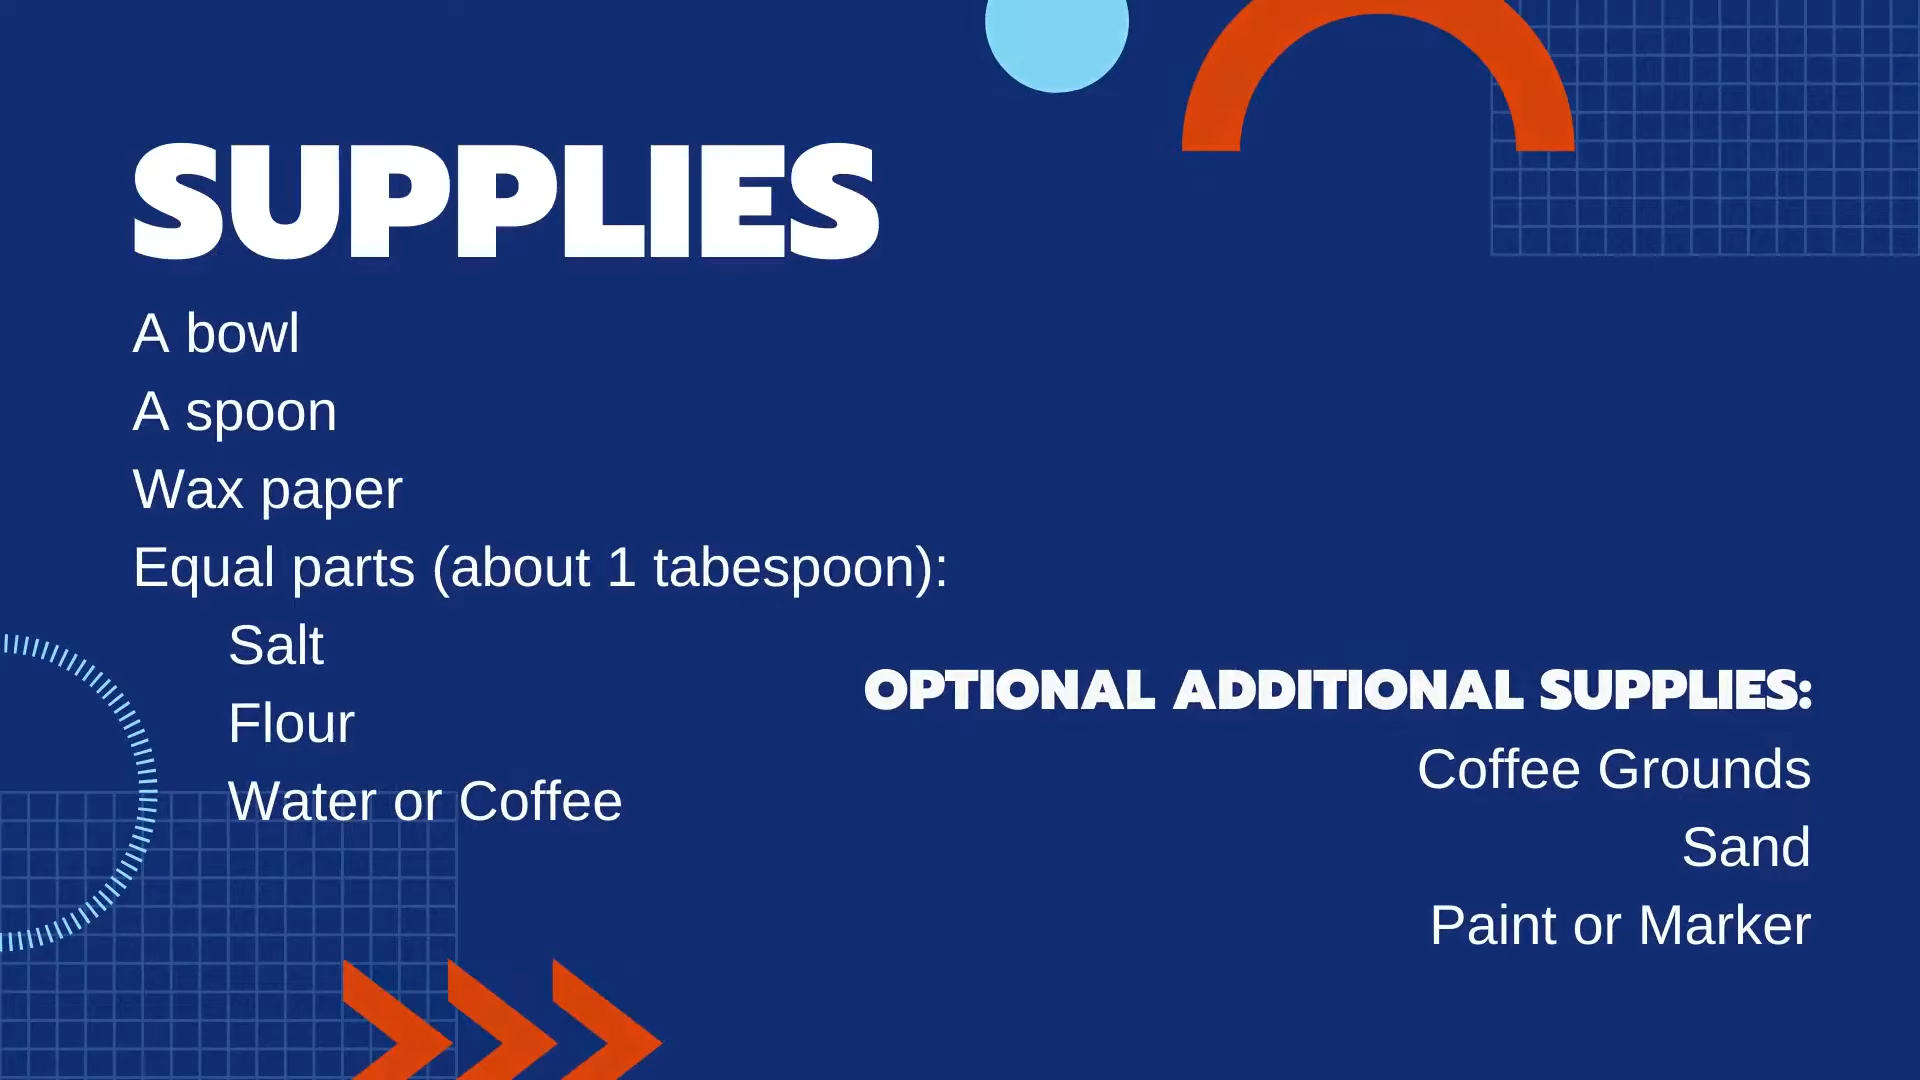 SUPPLIES
A bowl
A spoon
Wax paper
Equal parts (about 1 tabespoon):
Salt
Flour
Water or Coffee
OPTIONAL ADDITIONAL SUPPLIES:
Coffee Grounds
Sand
Paint or Marker